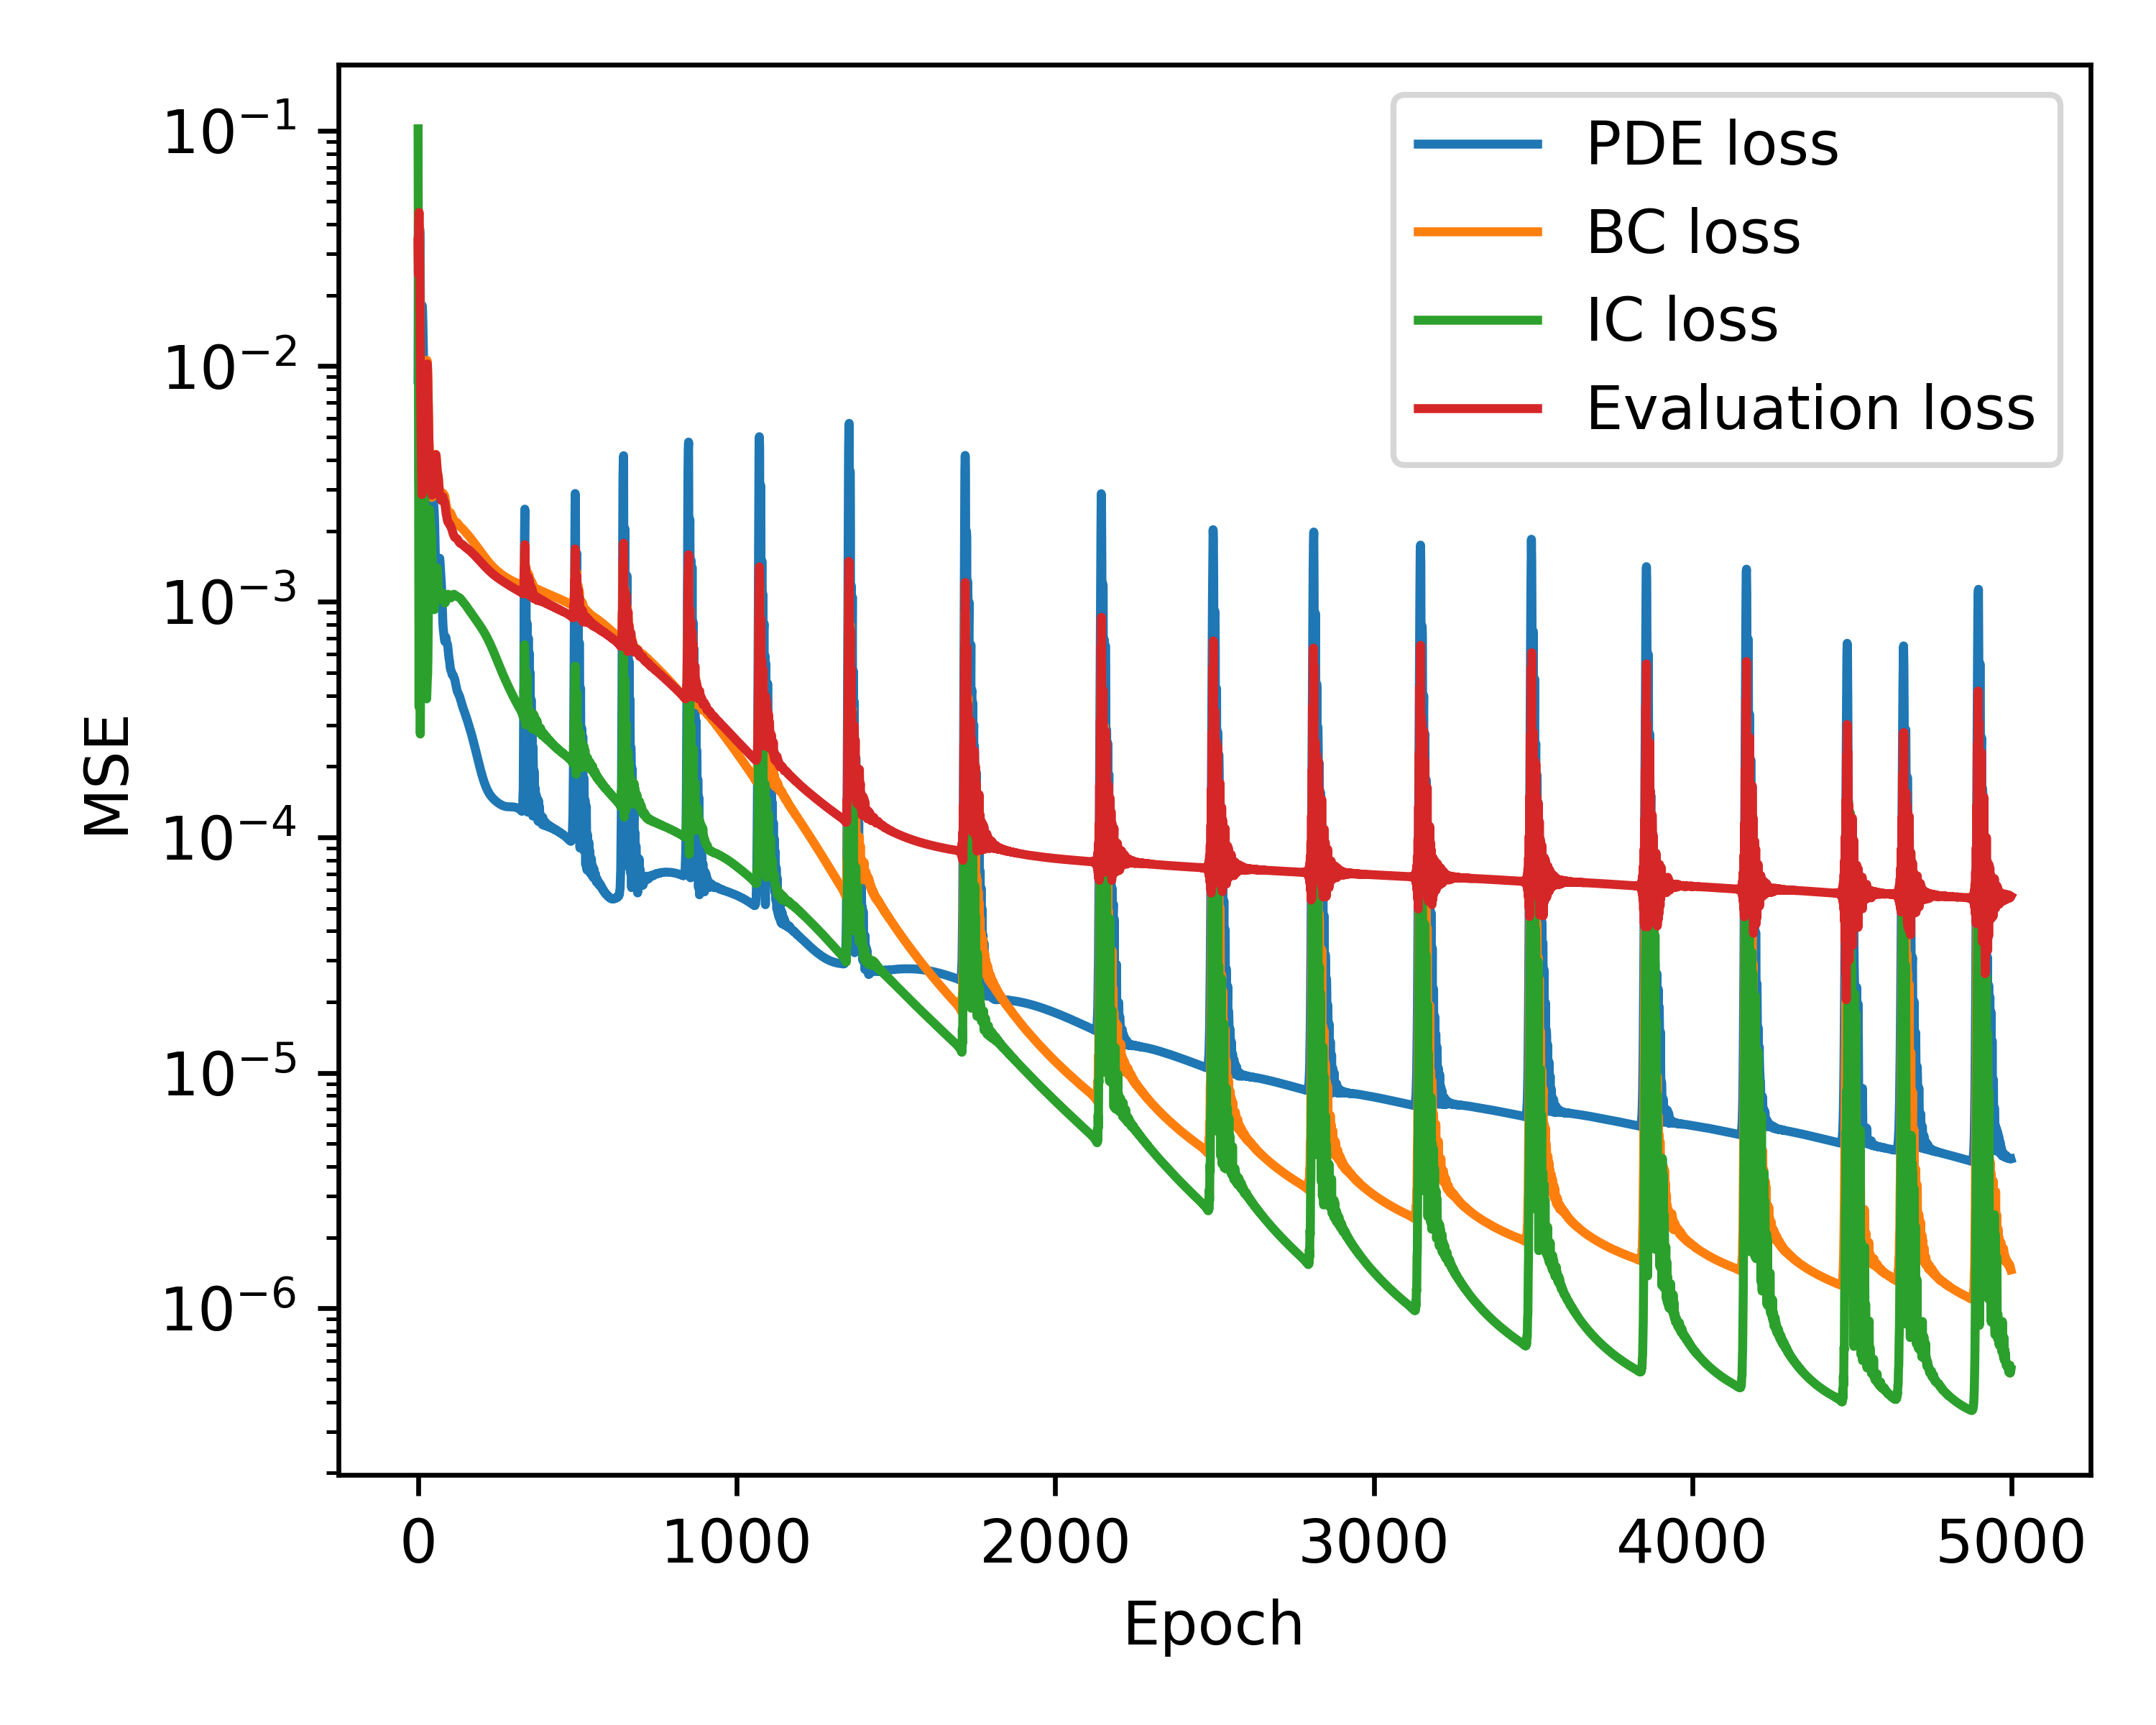 PDE loss
BC loss
IC loss
Evaluation loss
MSE
10⁻¹
10⁻²
10⁻³
10⁻⁴
10⁻⁵
10⁻⁶
0 1000 2000 3000 4000 5000
Epoch